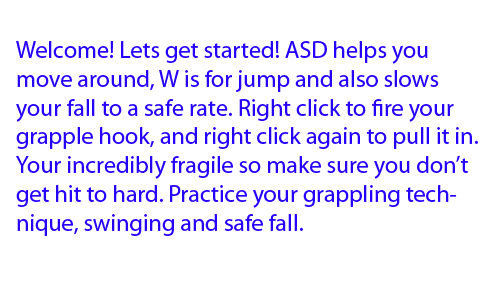 Welcome! Lets get started! ASD helps you
move around, W is for jump and also slows
your fall to a safe rate. Right click to fire your
grapple hook, and right click again to pull it in.
Your incredibly fragile so make sure you don’t
get hit to hard. Practice your grappling tech-
nique, swinging and safe fall.